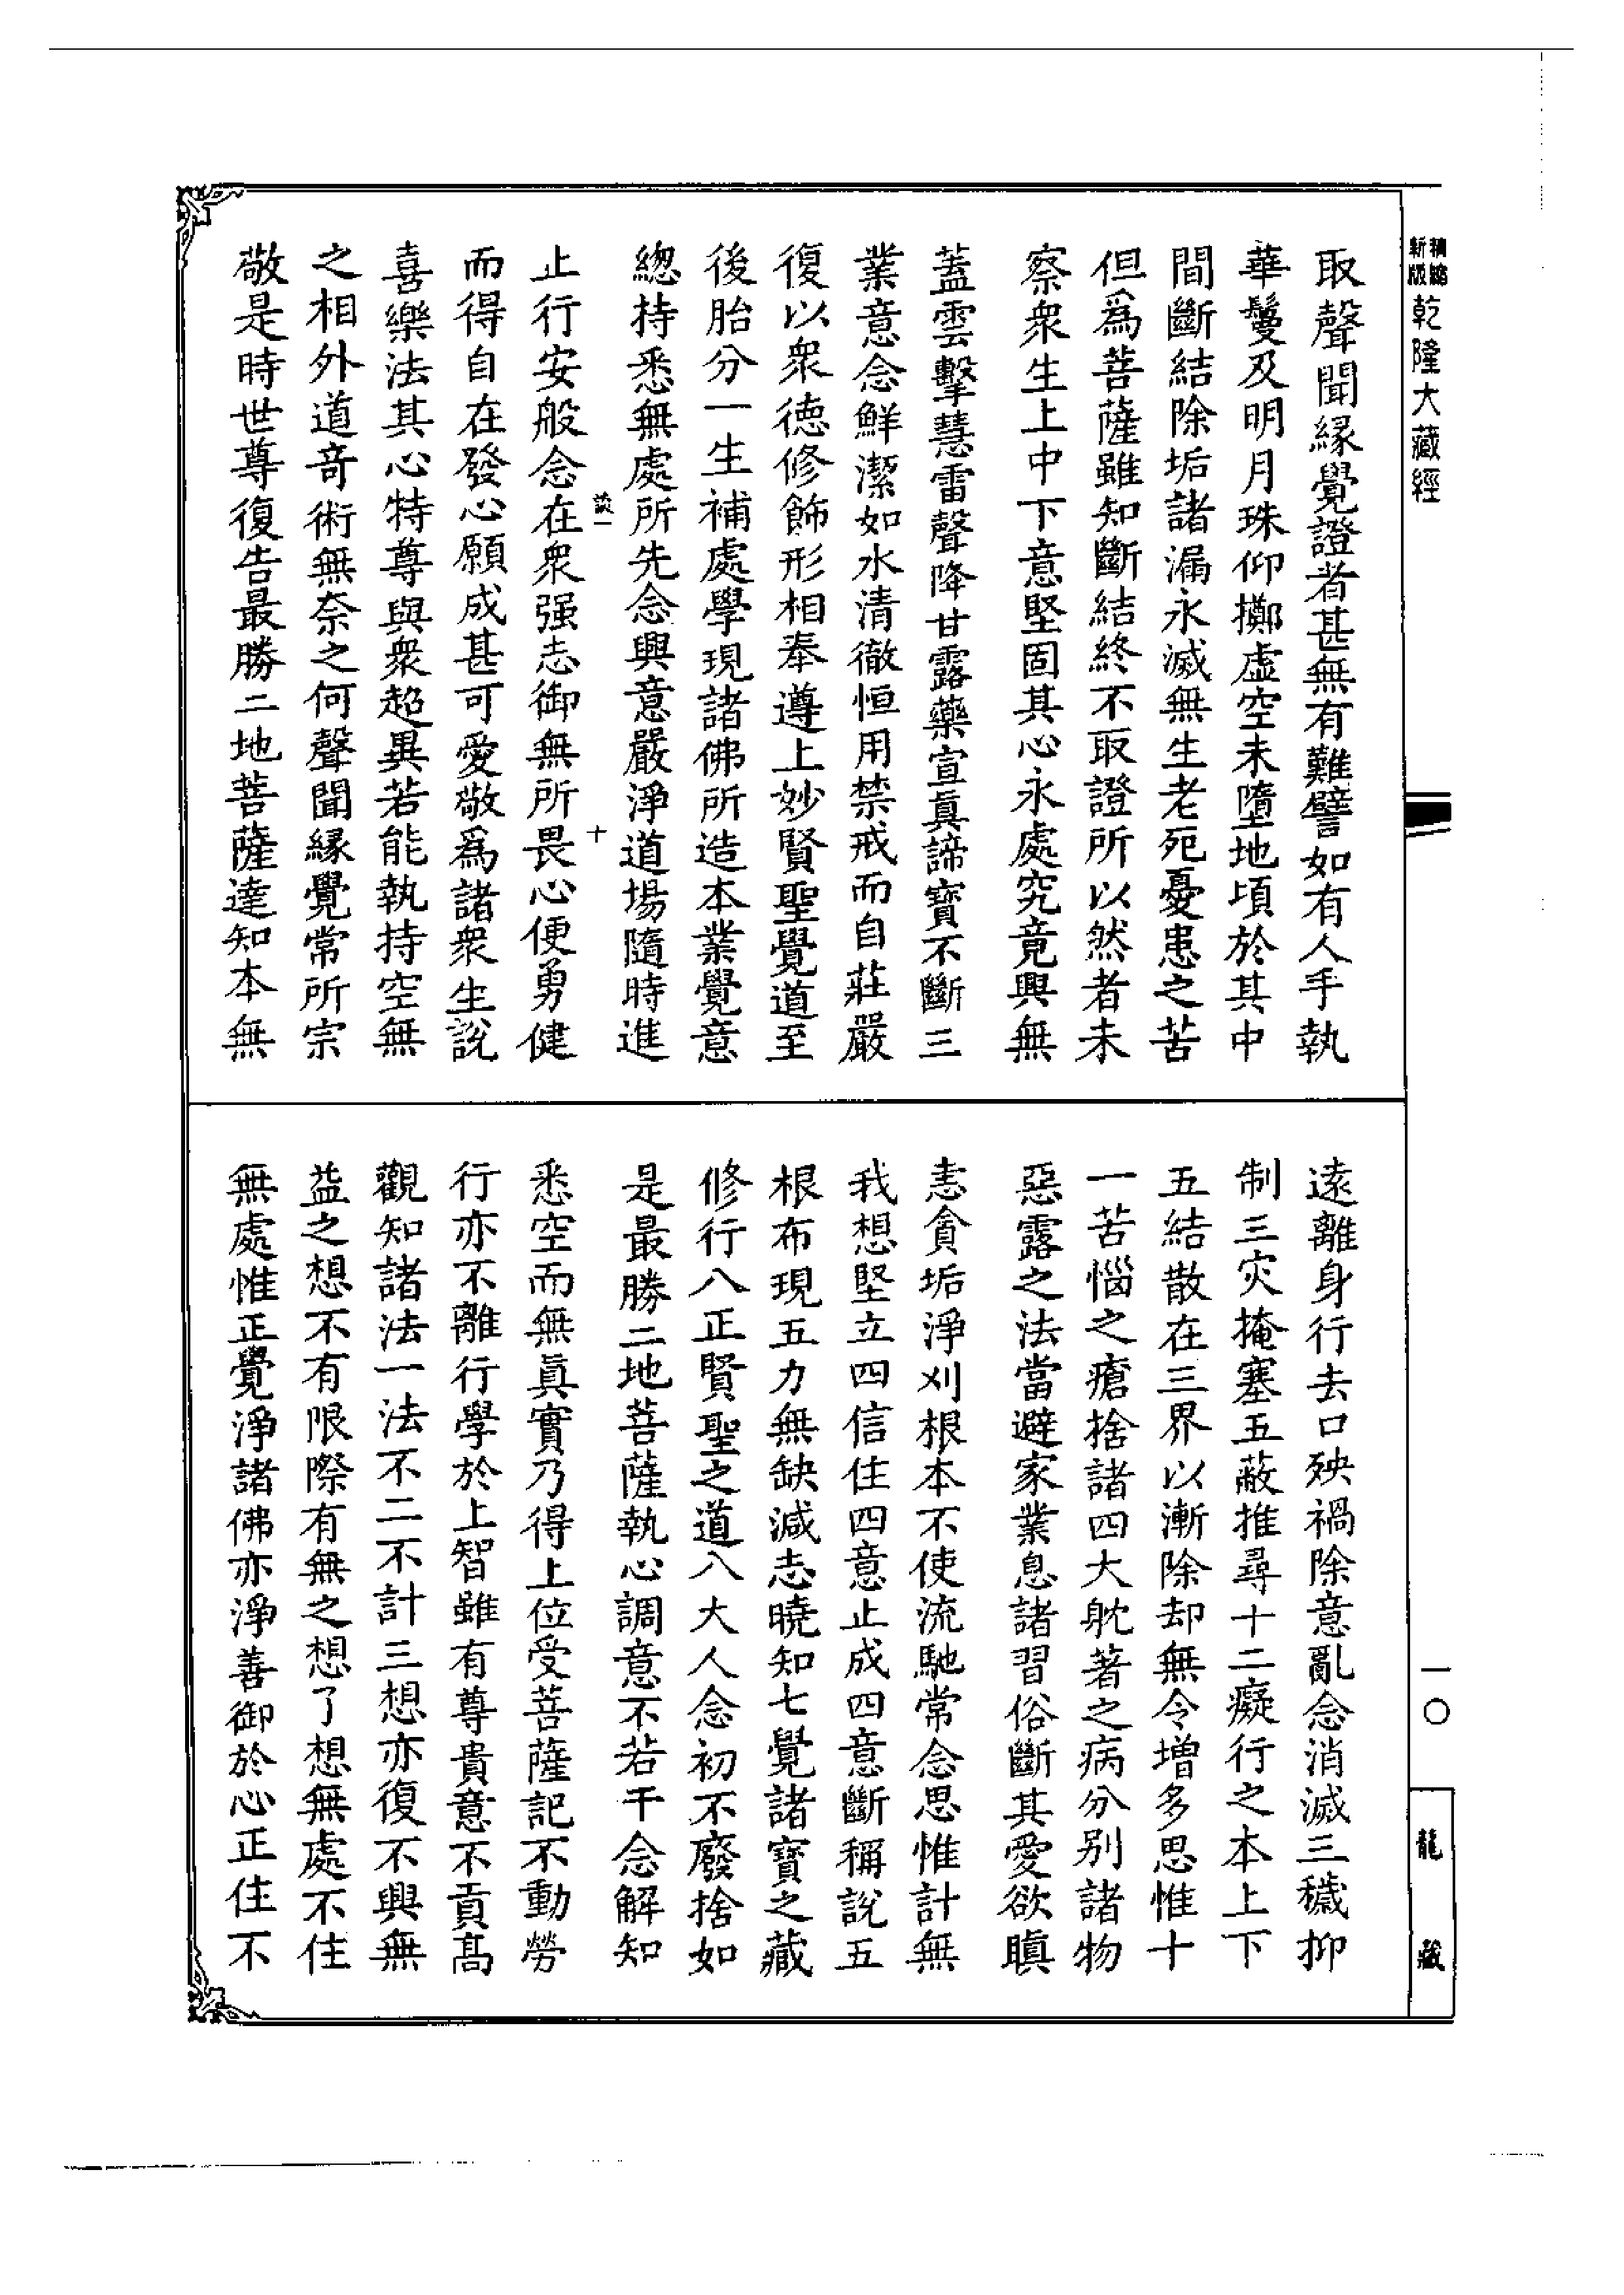 精縮新版乾隆大藏經
取聲聞緣覺證者甚無有難譬如有人手執
華鬘及明月珠仰擲虛空未墮地頃於其中
間斷結除垢諸漏永滅無生老死憂患之苦
但為菩薩雖知斷結終不取證所以然者未
察衆生上中下意堅固其心永處究竟興無
蓋雲擊慧雷聲降甘露藥宣眞諦寶不斷三
業意念鮮潔如水清徹恒用禁戒而自莊嚴
復以衆德修飾形相奉遵上妙賢聖覺道至
後胎分一生補處學現諸佛所造本業覺意
緫持悉無處所先念興意嚴淨道場隨時進
談一 十
止行安般念在衆强志御無所畏心便勇健
而得自在發心願成甚可愛敬為諸衆生說
喜樂法其心特尊與衆超異若能執持空無
之相外道奇術無奈之何聲聞緣覺常所宗
敬是時世尊復告最勝二地菩薩達知本無
遠離身行去口殃禍除意亂念消滅三穢抑
制三灾掩塞五蔽推尋十二癡行之本上下
五結散在三界以漸除却無令增多思惟十
一苦惱之瘡捨諸四大躭著之病分别諸物
惡露之法當避家業息諸習俗斷其愛欲瞋
恚貪垢淨刈根本不使流馳常念思惟計無
我想堅立四信住四意止成四意斷稱說五
根布現五力無缺減志曉知七覺諸寶之藏
修行八正賢聖之道八大人念初不廢捨如
是最勝二地菩薩執心調意不若干念解知
悉空而無眞實乃得上位受菩薩記不動勞
行亦不離行學於上智雖有尊貴意不貢髙
觀知諸法一法不二不計三想亦復不興無
益之想不有限際有無之想了想無處不住
無處惟正覺淨諸佛亦淨善御於心正住不
一〇
龍藏